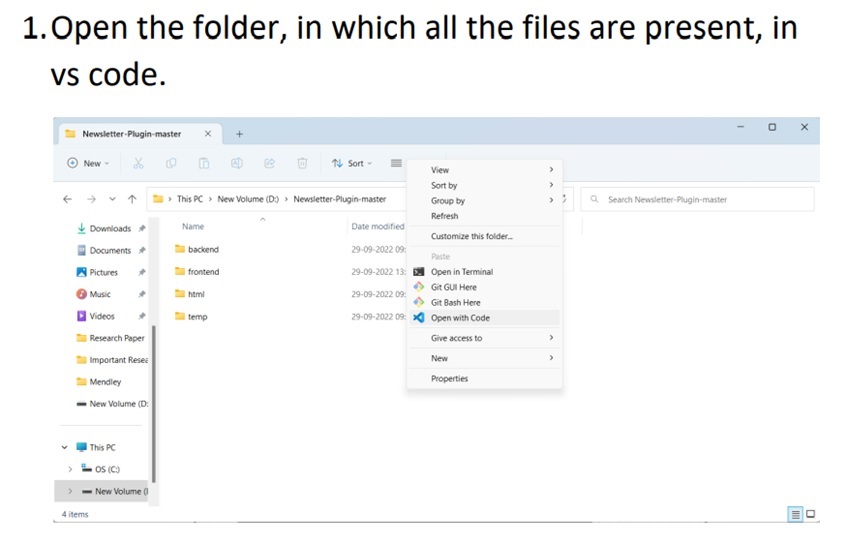 1. Open the folder, in which all the files are present, in
vs code.
Newsletter-Plugin-master
New
Sort
This PC > New Volume (D:) > Newsletter-Plugin-master
Search Newsletter-Plugin-master
Downloads
Documents
Pictures
Music
Videos
Research Paper
Important Resea
Mendley
New Volume (D:
This PC
OS (C:)
New Volume (
4 items
Name
Date modified
backend
29-09-2022 09:
frontend
29-09-2022 13:
html
29-09-2022 09:
temp
29-09-2022 09:
View
Sort by
Group by
Refresh
Customize this folder...
Paste
Open in Terminal
Git GUI Here
Git Bash Here
Open with Code
Give access to
New
Properties